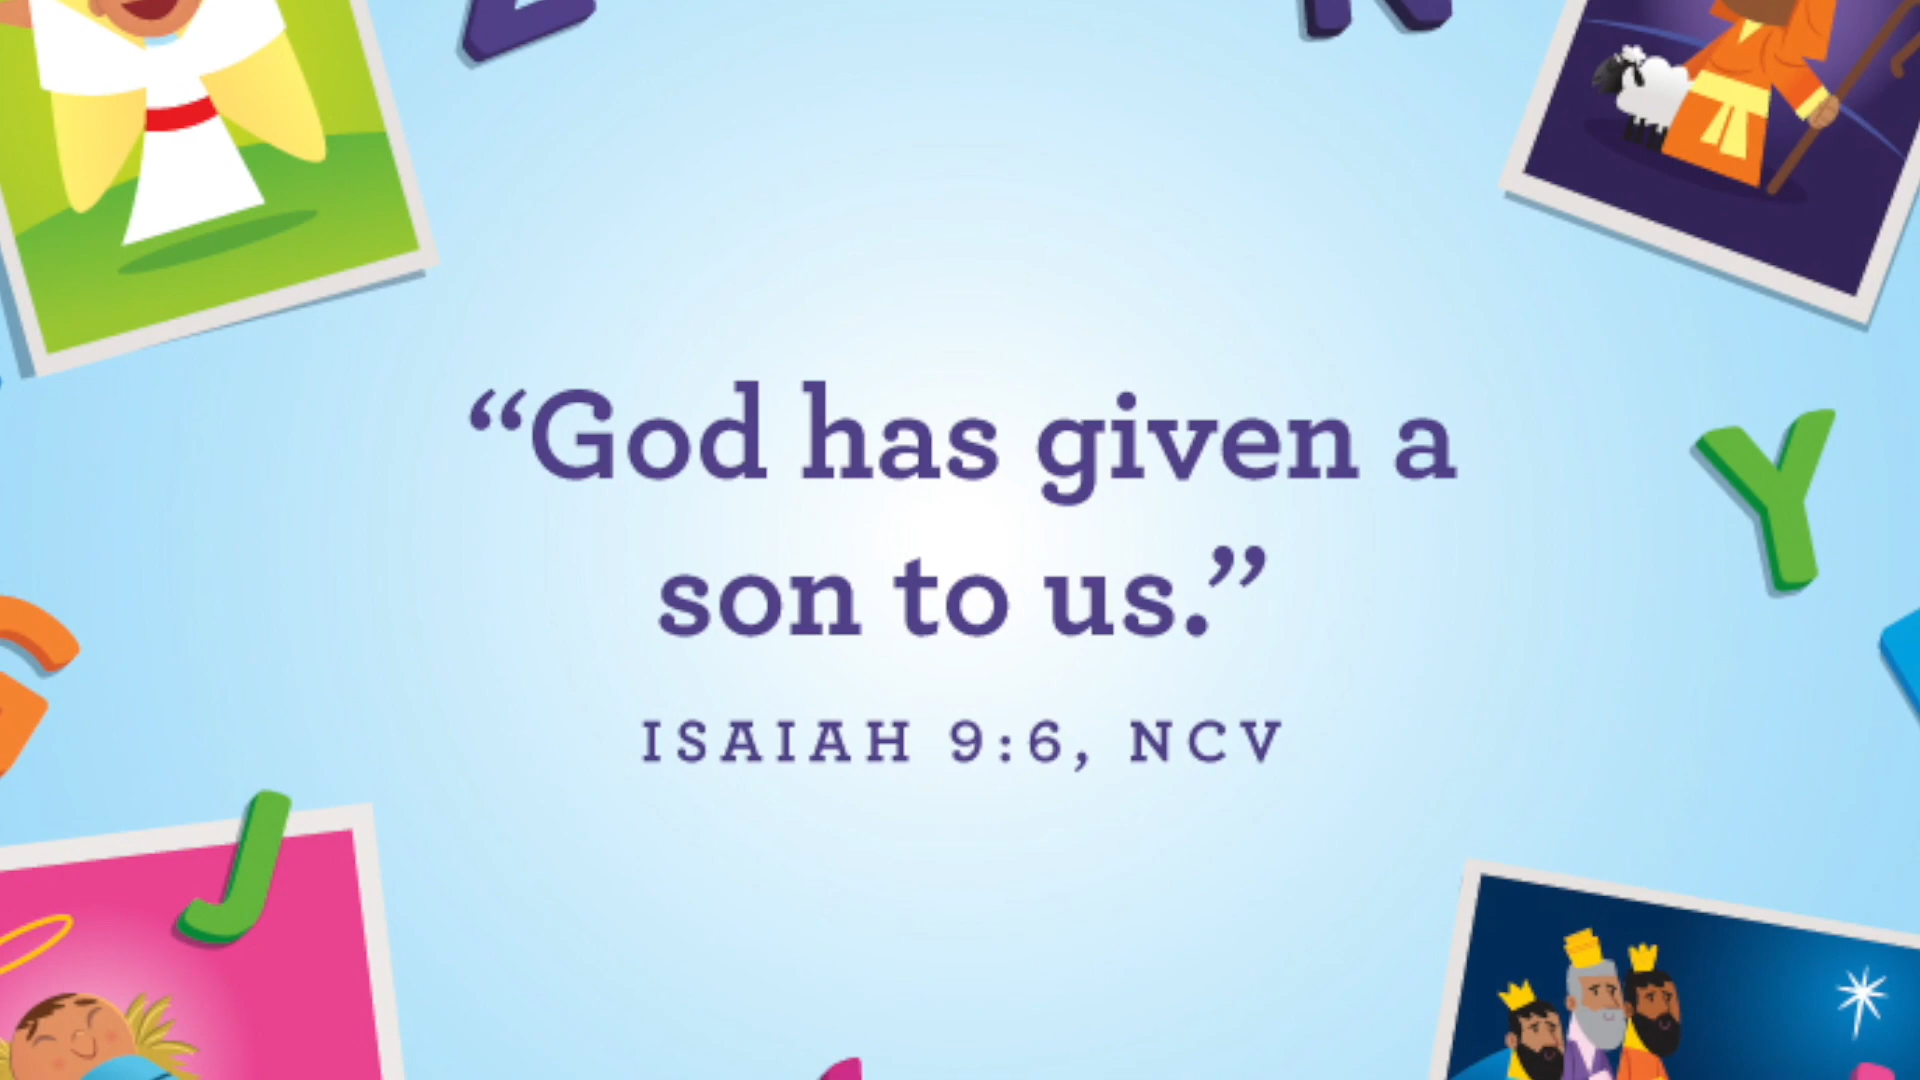 “God has given a
son to us.”
ISAIAH 9:6, NCV
Y
G
J